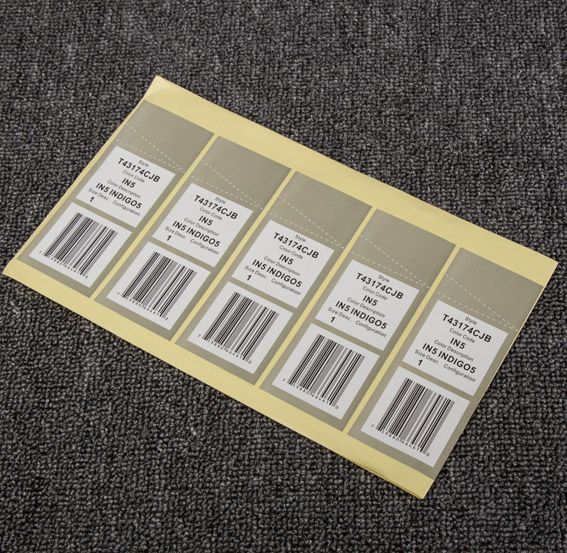 Style
T43174CJB
Color Code
IN5
Color Description
IN5 INDIGO5
Size Desc. Configuration
1
Style
T43174CJB
Color Code
IN5
Color Description
IN5 INDIGO5
Size Desc. Configuration
1
Style
T43174CJB
Color Code
IN5
Color Description
IN5 INDIGO5
Size Desc. Configuration
1
Style
T43174CJB
Color Code
IN5
Color Description
IN5 INDIGO5
Size Desc. Configuration
1
Style
T43174CJB
Color Code
IN5
Color Description
IN5 INDIGO5
Size Desc. Configuration
1